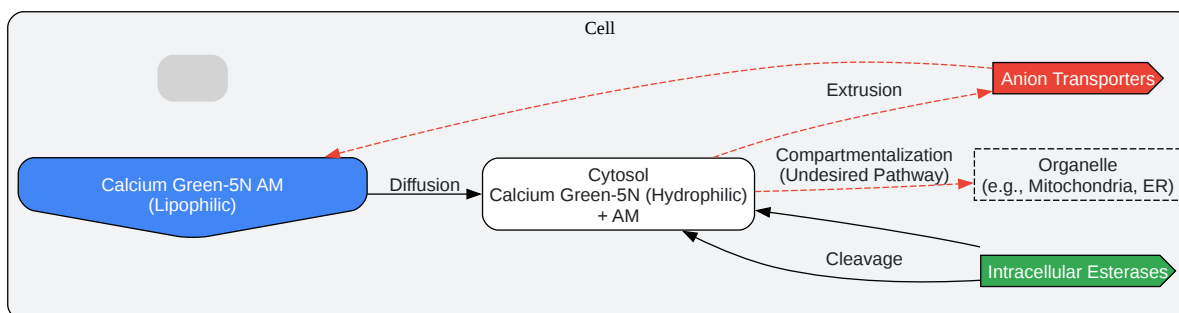 Cell
Anion Transporters
Extrusion
Compartmentalization
(Undesired Pathway)
Organelle
(e.g., Mitochondria, ER)
Calcium Green-5N AM
(Lipophilic)
Diffusion
Cytosol
Calcium Green-5N (Hydrophilic)
+ AM
Cleavage
Intracellular Esterases